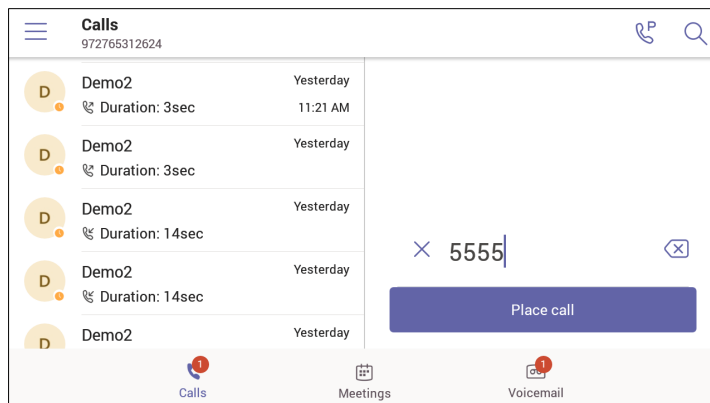 Calls
972765312624
P
D
Demo2
Yesterday
Duration: 3sec
11:21 AM
D
Demo2
Yesterday
Duration: 3sec
D
Demo2
Yesterday
Duration: 14sec
D
Demo2
Yesterday
Duration: 14sec
D
Demo2
Yesterday
5555
Place call
1
Calls
Meetings
1
Voicemail